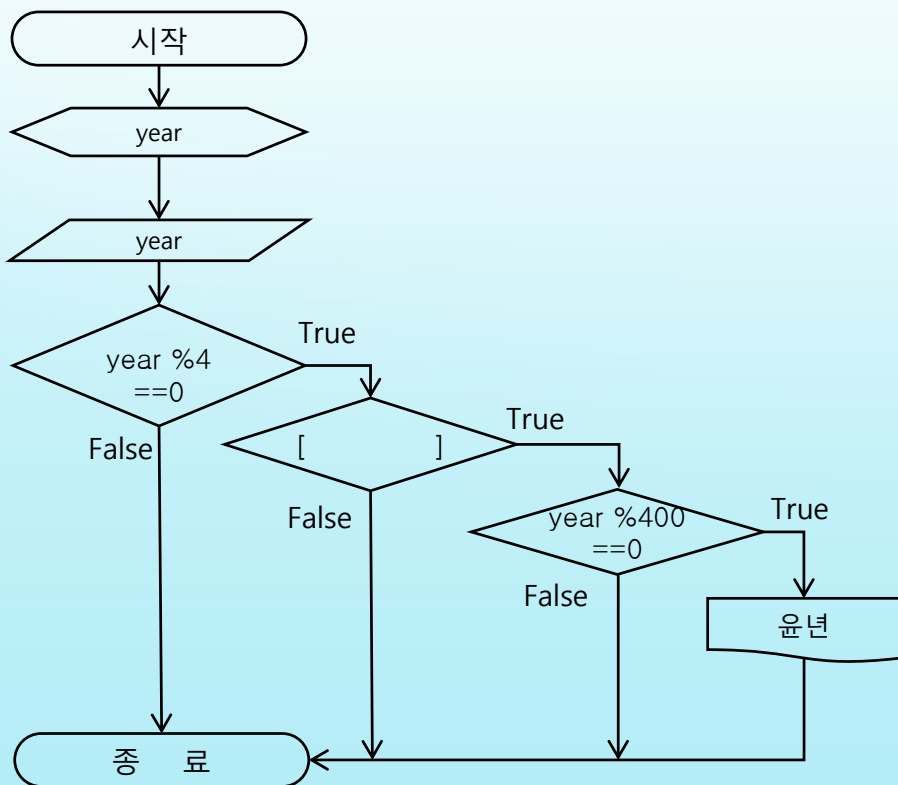 시작
year
year
year %4
==0
True
False
[ ]
True
False
year %400
==0
True
False
윤년
종 료